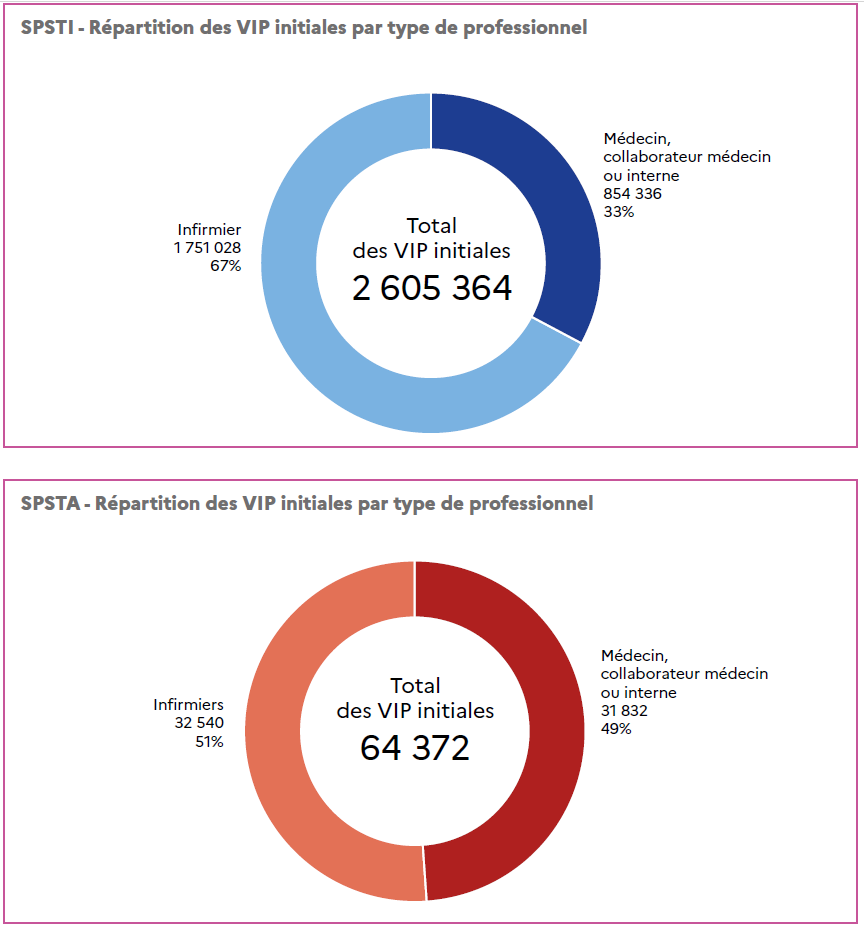 SPSTI - Répartition des VIP initiales par type de professionnel
Médecin,
collaborateur médecin
ou interne
854 336
33%
Infirmier
1 751 028
67%
Total
des VIP initiales
2 605 364
SPSTA - Répartition des VIP initiales par type de professionnel
Médecin,
collaborateur médecin
ou interne
31 832
49%
Infirmiers
32 540
51%
Total
des VIP initiales
64 372